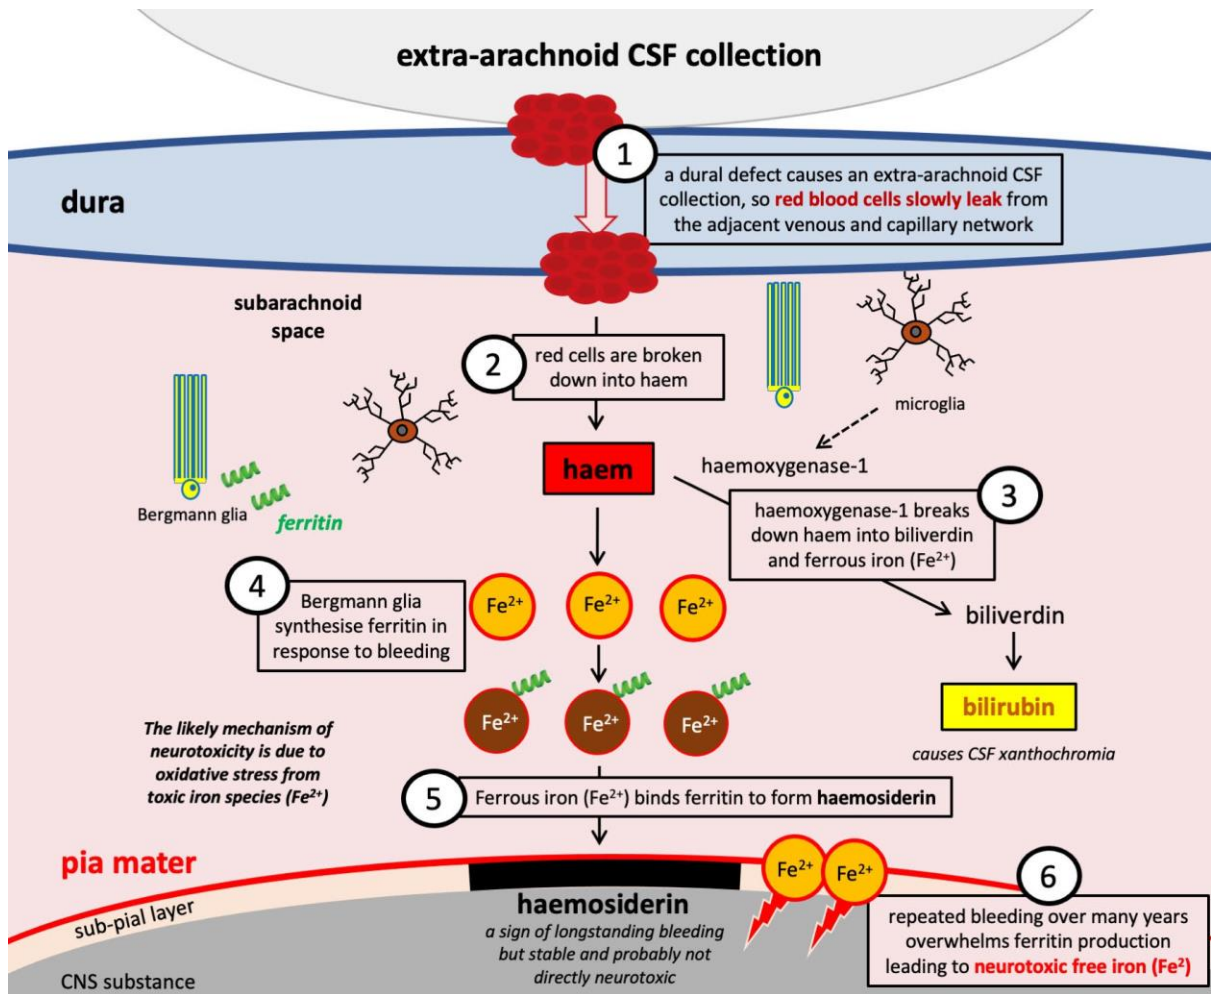 extra-arachnoid CSF collection
1
a dural defect causes an extra-arachnoid CSF
collection, so red blood cells slowly leak from
the adjacent venous and capillary network
dura
subarachnoid
space
2
red cells are broken
down into haem
microglia
haem
haemoxygenase-1
3
haemoxygenase-1 breaks
down haem into biliverdin
and ferrous iron (Fe²⁺)
Bergmann glia
ferritin
4
Bergmann glia
synthesise ferritin in
response to bleeding
Fe²⁺
Fe²⁺
Fe²⁺
biliverdin
bilirubin
causes CSF xanthochromia
Fe²⁺
Fe²⁺
Fe²⁺
The likely mechanism of
neurotoxicity is due to
oxidative stress from
toxic iron species (Fe²⁺)
5
Ferrous iron (Fe²⁺) binds ferritin to form haemosiderin
pia mater
sub-pial layer
CNS substance
haemosiderin
a sign of longstanding bleeding
but stable and probably not
directly neurotoxic
Fe²⁺
Fe²⁺
6
repeated bleeding over many years
overwhelms ferritin production
leading to neurotoxic free iron (Fe²)